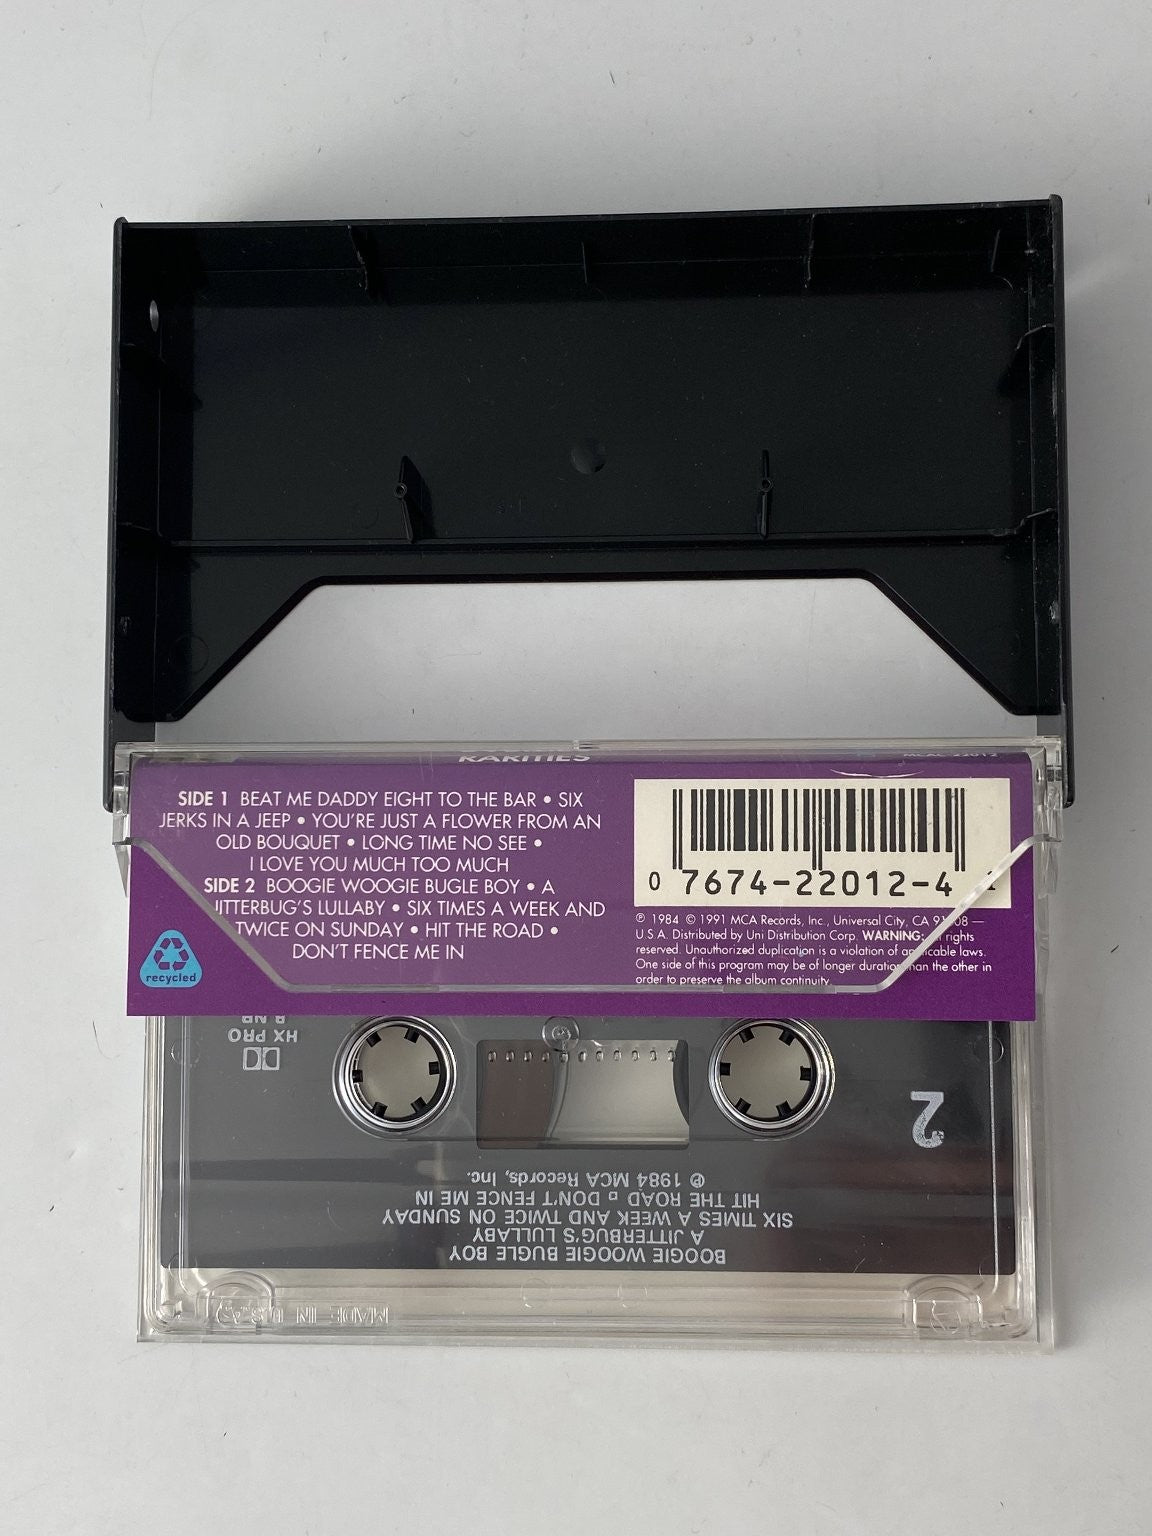 RARITIES
MCAC-22012
SIDE 1 BEAT ME DADDY EIGHT TO THE BAR • SIX
JERKS IN A JEEP • YOU'RE JUST A FLOWER FROM AN
OLD BOUQUET • LONG TIME NO SEE •
I LOVE YOU MUCH TOO MUCH
SIDE 2 BOOGIE WOOGIE BUGLE BOY • A
JITTERBUG'S LULLABY • SIX TIMES A WEEK AND
TWICE ON SUNDAY • HIT THE ROAD •
DON'T FENCE ME IN
recycled
0 7674-22012-4 1
℗ 1984 © 1991 MCA Records, Inc., Universal City, CA 91608 —
U.S.A. Distributed by Uni Distribution Corp. WARNING: All rights
reserved. Unauthorized duplication is a violation of applicable laws.
One side of this program may be of longer duration than the other in
order to preserve the album continuity.
2
BOOGIE WOOGIE BUGLE BOY
A JITTERBUG'S LULLABY
SIX TIMES A WEEK AND TWICE ON SUNDAY
HIT THE ROAD □ DON'T FENCE ME IN
℗ 1984 MCA Records, Inc.
HX PRO
B NR
MADE IN U.S.A.